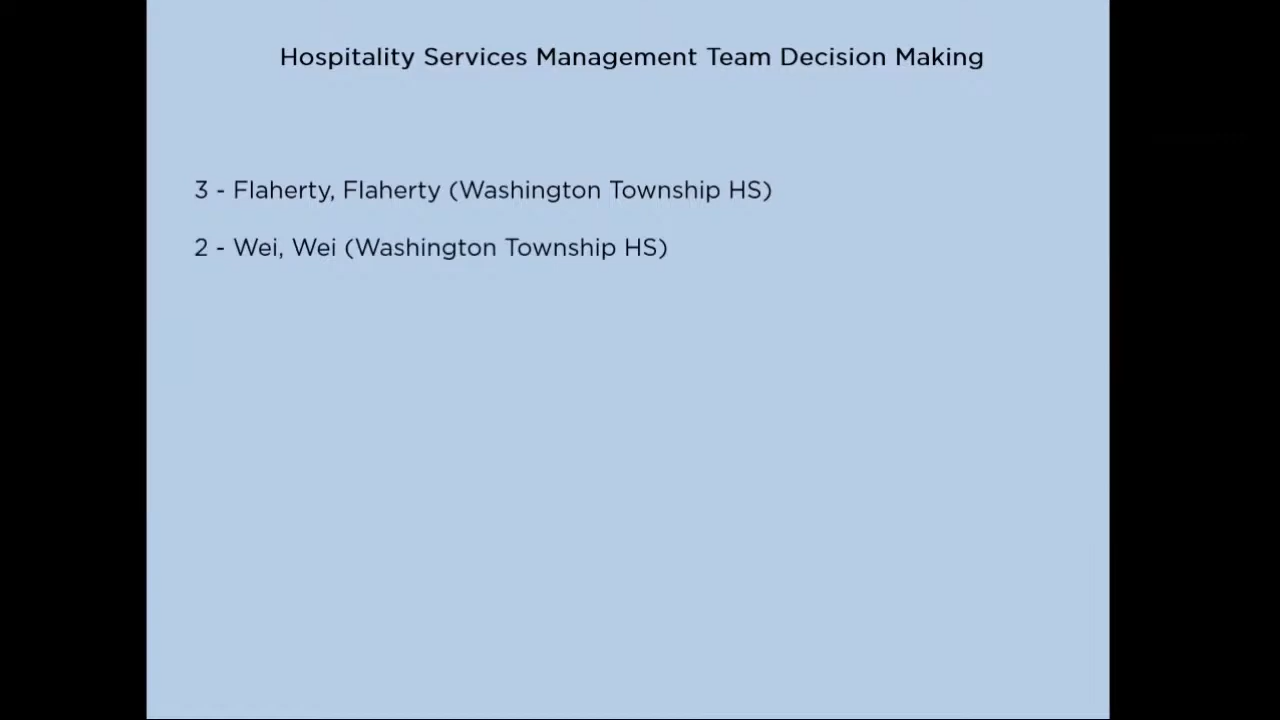 Hospitality Services Management Team Decision Making
3 - Flaherty, Flaherty (Washington Township HS)
2 - Wei, Wei (Washington Township HS)